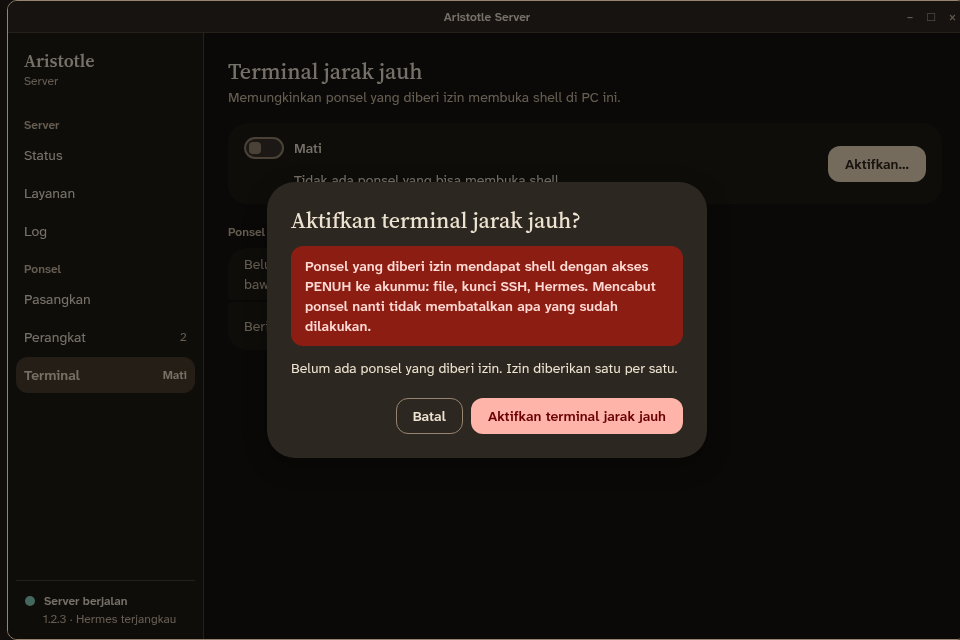 Aristotle Server
Aristotle
Server
Server
Status
Layanan
Log
Ponsel
Pasangkan
Perangkat 2
Terminal Mati
Server berjalan
1.2.3 · Hermes terjangkau
Terminal jarak jauh
Memungkinkan ponsel yang diberi izin membuka shell di PC ini.
Mati
Tidak ada ponsel yang bisa membuka shell
Aktifkan...
Ponsel
Aktifkan terminal jarak jauh?
Ponsel yang diberi izin mendapat shell dengan akses
PENUH ke akunmu: file, kunci SSH, Hermes. Mencabut
ponsel nanti tidak membatalkan apa yang sudah
dilakukan.
Belum ada ponsel yang diberi izin. Izin diberikan satu per satu.
Batal
Aktifkan terminal jarak jauh